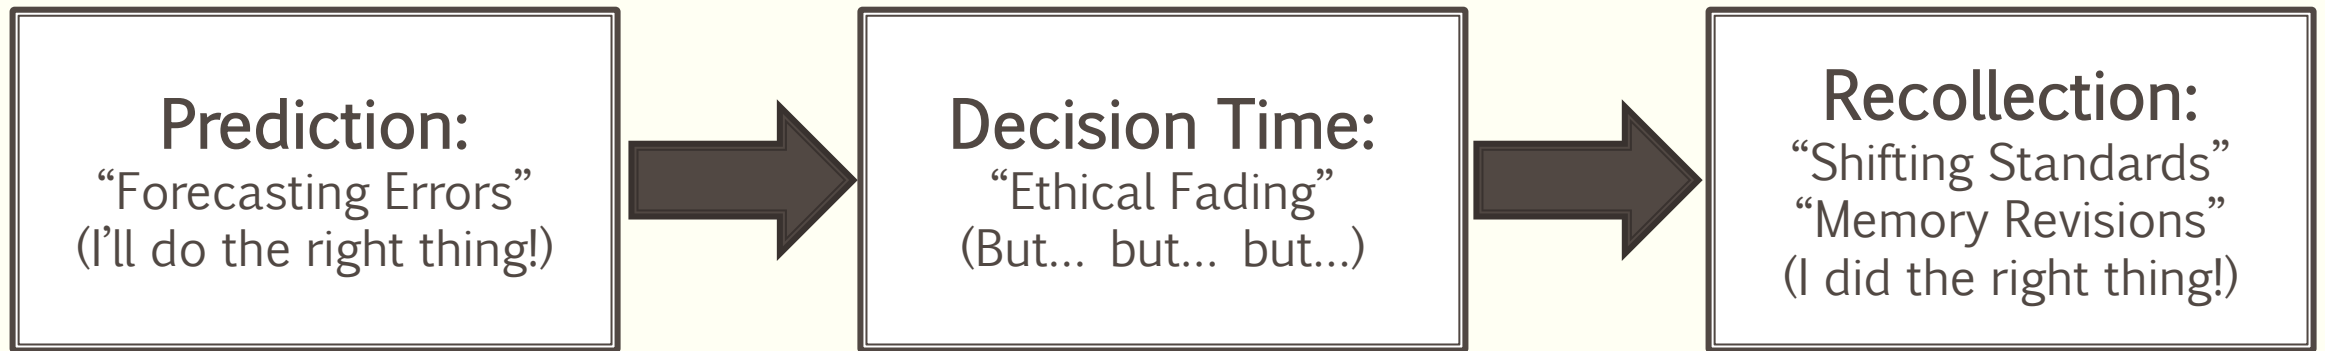 Prediction:
“Forecasting Errors”
(I’ll do the right thing!)
Decision Time:
“Ethical Fading”
(But… but… but…)
Recollection:
“Shifting Standards”
“Memory Revisions”
(I did the right thing!)